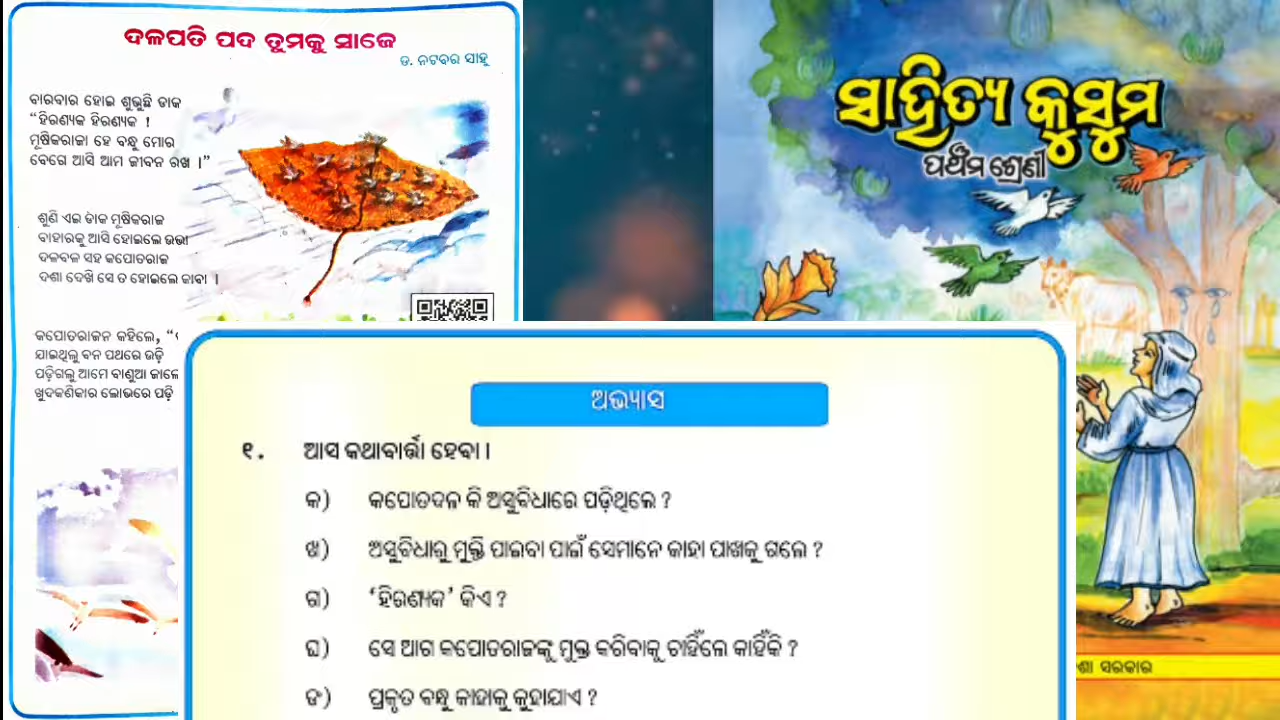 ଦଳପତି ପଦ ତୁମକୁ ସାଜେ
ଡ. ନଟବର ସାହୁ
ବାରବାର ହୋଇ ଶୁଭୁଛି ଡାକ
“ହିରଣ୍ୟକ ହିରଣ୍ୟକ !
ମୂଷିକରାଜା ହେ ବନ୍ଧୁ ମୋର
ବେଗେ ଆସି ଆମ ଜୀବନ ରଖ ।”
ଶୁଣି ଏଇ ଡାକ ମୂଷିକରାଜ
ବାହାରକୁ ଆସି ହୋଇଲେ ଉଭା
ଦଳବଳ ସହ କପୋତରାଜ
ଦଶା ଦେଖି ସେ ତ ହୋଇଲେ କାବା ।
କପୋତରାଜନ କହିଲେ, “
ଯାଇଥିଲୁ ବନ ପଥରେ ଉଡ଼ି
ପଡ଼ିଗଲୁ ଆମେ ବାଣୁଆ ଜାଲେ
ଖୁଦକଣିକାର ଲୋଭରେ ପଡ଼ି
ସାହିତ୍ୟ କୁସୁମ
ପଞ୍ଚମ ଶ୍ରେଣୀ
ଅଭ୍ୟାସ
୧. ଆସ କଥାବାର୍ତ୍ତା ହେବା ।
କ) କପୋତଦଳ କି ଅସୁବିଧାରେ ପଡ଼ିଥିଲେ ?
ଖ) ଅସୁବିଧାରୁ ମୁକ୍ତି ପାଇବା ପାଇଁ ସେମାନେ କାହା ପାଖକୁ ଗଲେ ?
ଗ) ‘ହିରଣ୍ୟକ’ କିଏ ?
ଘ) ସେ ଆଗ କପୋତରାଜଙ୍କୁ ମୁକ୍ତ କରିବାକୁ ଚାହିଁଲେ କାହିଁକି ?
ଙ) ପ୍ରକୃତ ବନ୍ଧୁ କାହାକୁ କୁହାଯାଏ ?
ସରକାର